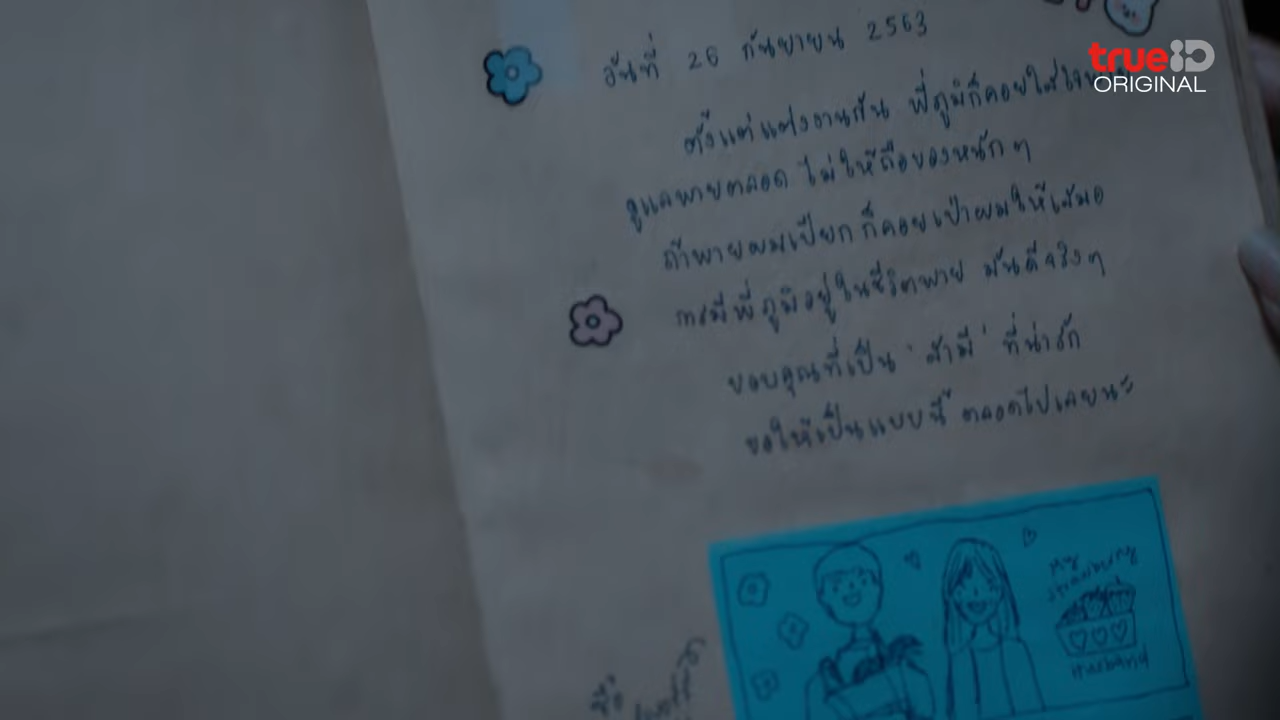 trueID
ORIGINAL
วันที่ 26 กันยายน 2563
ตั้งแต่แต่งงานกัน พี่ภูมิก็คอยใส่ใจ
ดูแลพายตลอด ไม่ให้ถือของหนักๆ
ถ้าพายผมเปียก ก็คอยเป่าผมให้เสมอ
การมีพี่ภูมิอยู่ในชีวิตพาย มันดีจริงๆ
ขอบคุณที่เป็น 'สามี' ที่น่ารัก
ขอให้เป็นแบบนี้ ตลอดไปเลยนะ
my
strawberry
husband
ซื้อ